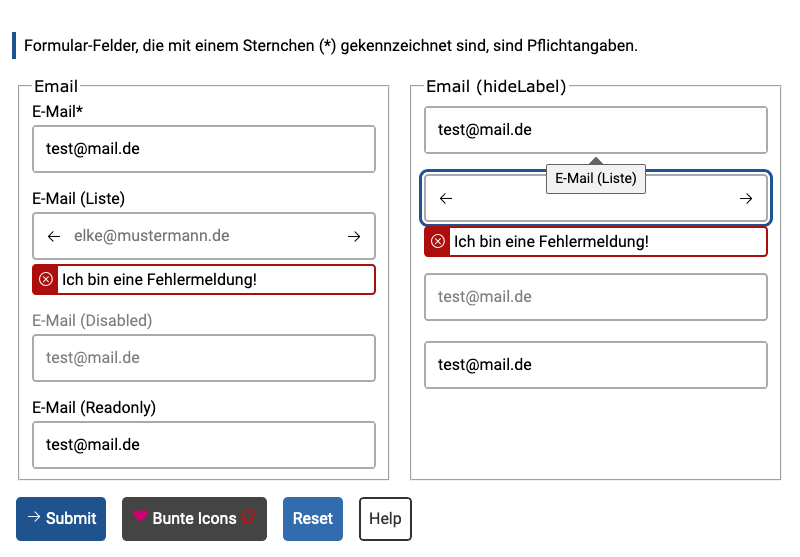 Formular-Felder, die mit einem Sternchen (*) gekennzeichnet sind, sind Pflichtangaben.
Email
E-Mail*
test@mail.de
E-Mail (Liste)
elke@mustermann.de
Ich bin eine Fehlermeldung!
E-Mail (Disabled)
test@mail.de
E-Mail (Readonly)
test@mail.de
Email (hideLabel)
test@mail.de
E-Mail (Liste)
Ich bin eine Fehlermeldung!
test@mail.de
test@mail.de
Submit
Bunte Icons
Reset
Help